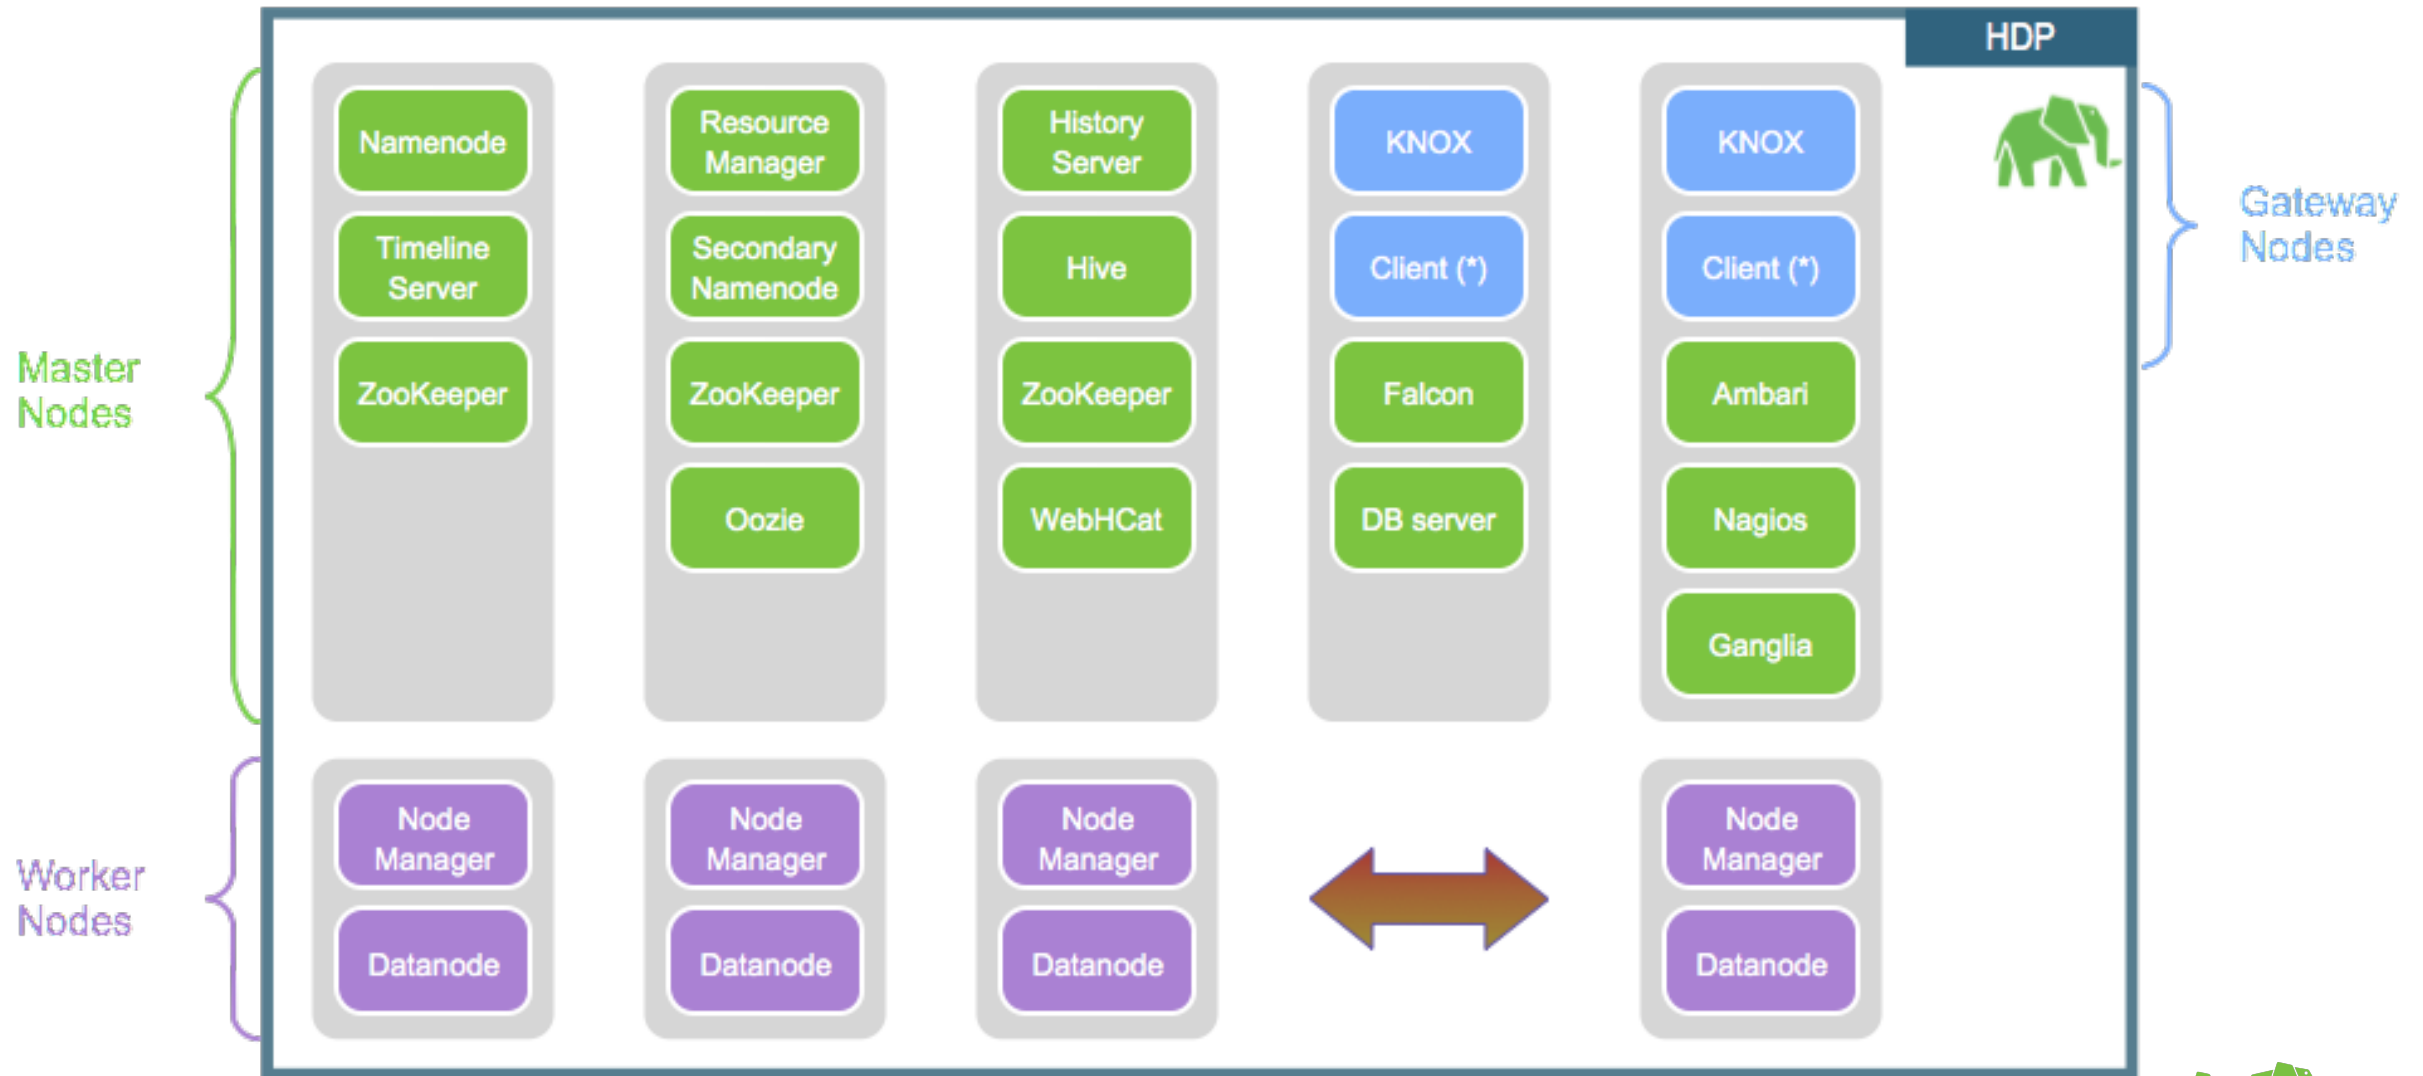 HDP
Master
Nodes
Namenode
Timeline
Server
ZooKeeper
Resource
Manager
Secondary
Namenode
ZooKeeper
Oozie
History
Server
Hive
ZooKeeper
WebHCat
KNOX
Client (*)
Falcon
DB server
KNOX
Client (*)
Ambari
Nagios
Ganglia
Gateway
Nodes
Worker
Nodes
Node
Manager
Datanode
Node
Manager
Datanode
Node
Manager
Datanode
Node
Manager
Datanode